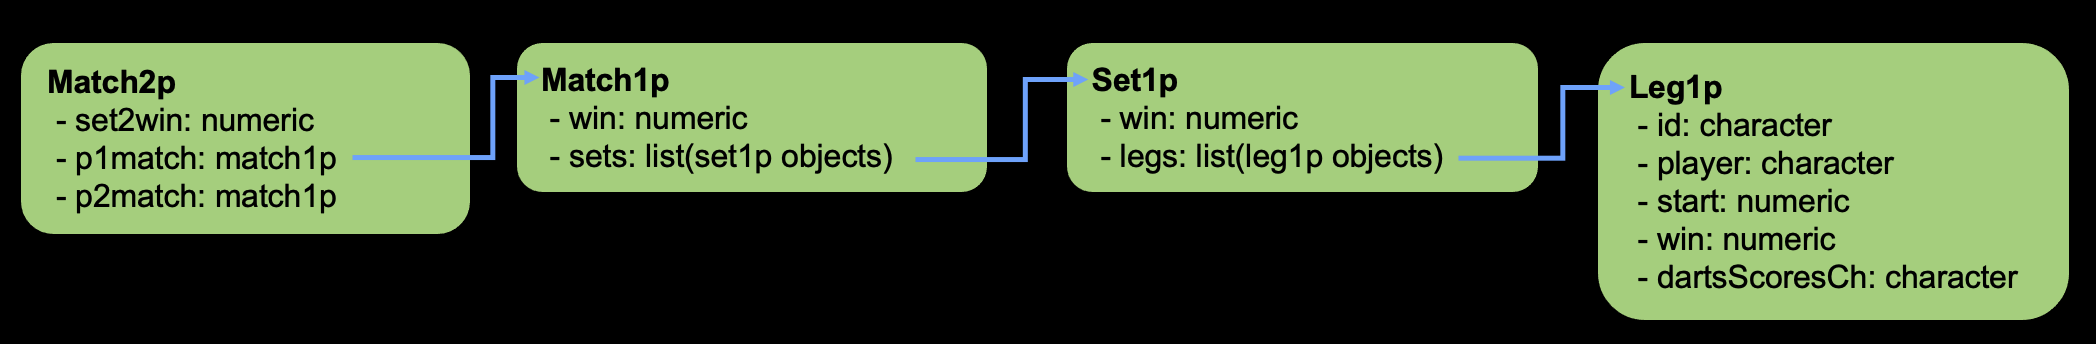 Match2p
- set2win: numeric
- p1match: match1p
- p2match: match1p
Match1p
- win: numeric
- sets: list(set1p objects)
Set1p
- win: numeric
- legs: list(leg1p objects)
Leg1p
- id: character
- player: character
- start: numeric
- win: numeric
- dartsScoresCh: character